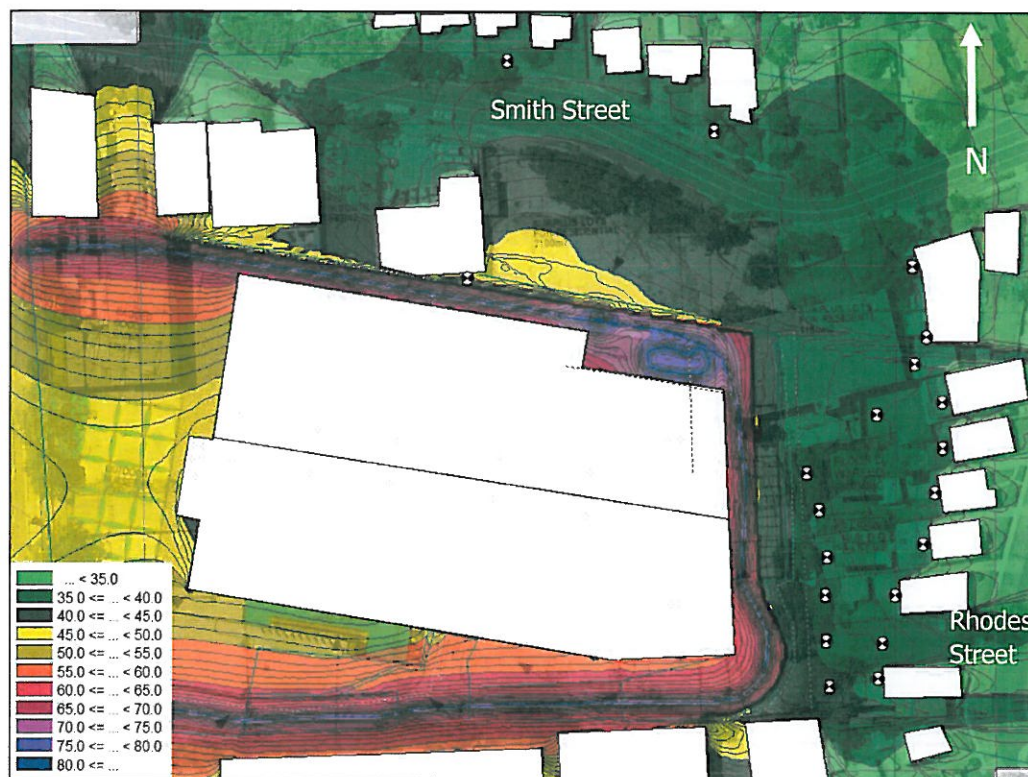 Smith Street
N
Rhodes
Street
... < 35.0
35.0 <= ... < 40.0
40.0 <= ... < 45.0
45.0 <= ... < 50.0
50.0 <= ... < 55.0
55.0 <= ... < 60.0
60.0 <= ... < 65.0
65.0 <= ... < 70.0
70.0 <= ... < 75.0
75.0 <= ... < 80.0
80.0 <= ...